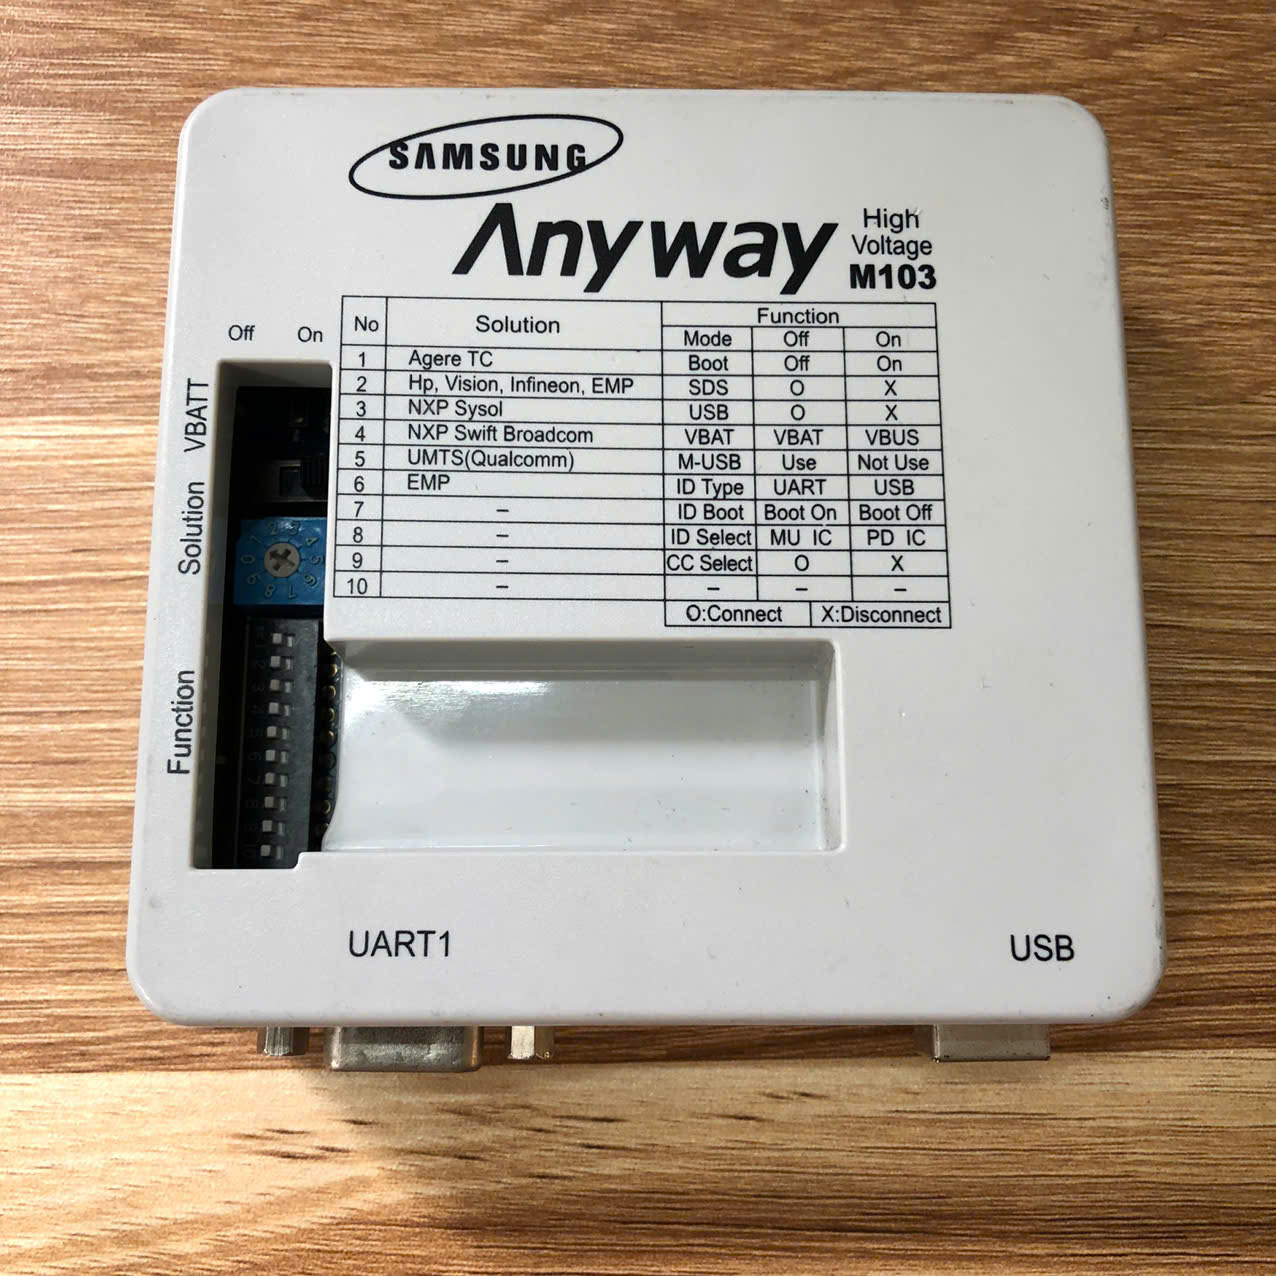 SAMSUNG
Anyway
High
Voltage
M103
Off On
VBATT
Solution
Function
No Solution Function
Mode Off On
1 Agere TC Boot Off On
2 Hp, Vision, Infineon, EMP SDS O X
3 NXP Sysol USB O X
4 NXP Swift Broadcom VBAT VBAT VBUS
5 UMTS(Qualcomm) M-USB Use Not Use
6 EMP ID Type UART USB
7 – ID Boot Boot On Boot Off
8 – ID Select MU IC PD IC
9 – CC Select O X
10 – – – –
O:Connect X:Disconnect
UART1 USB